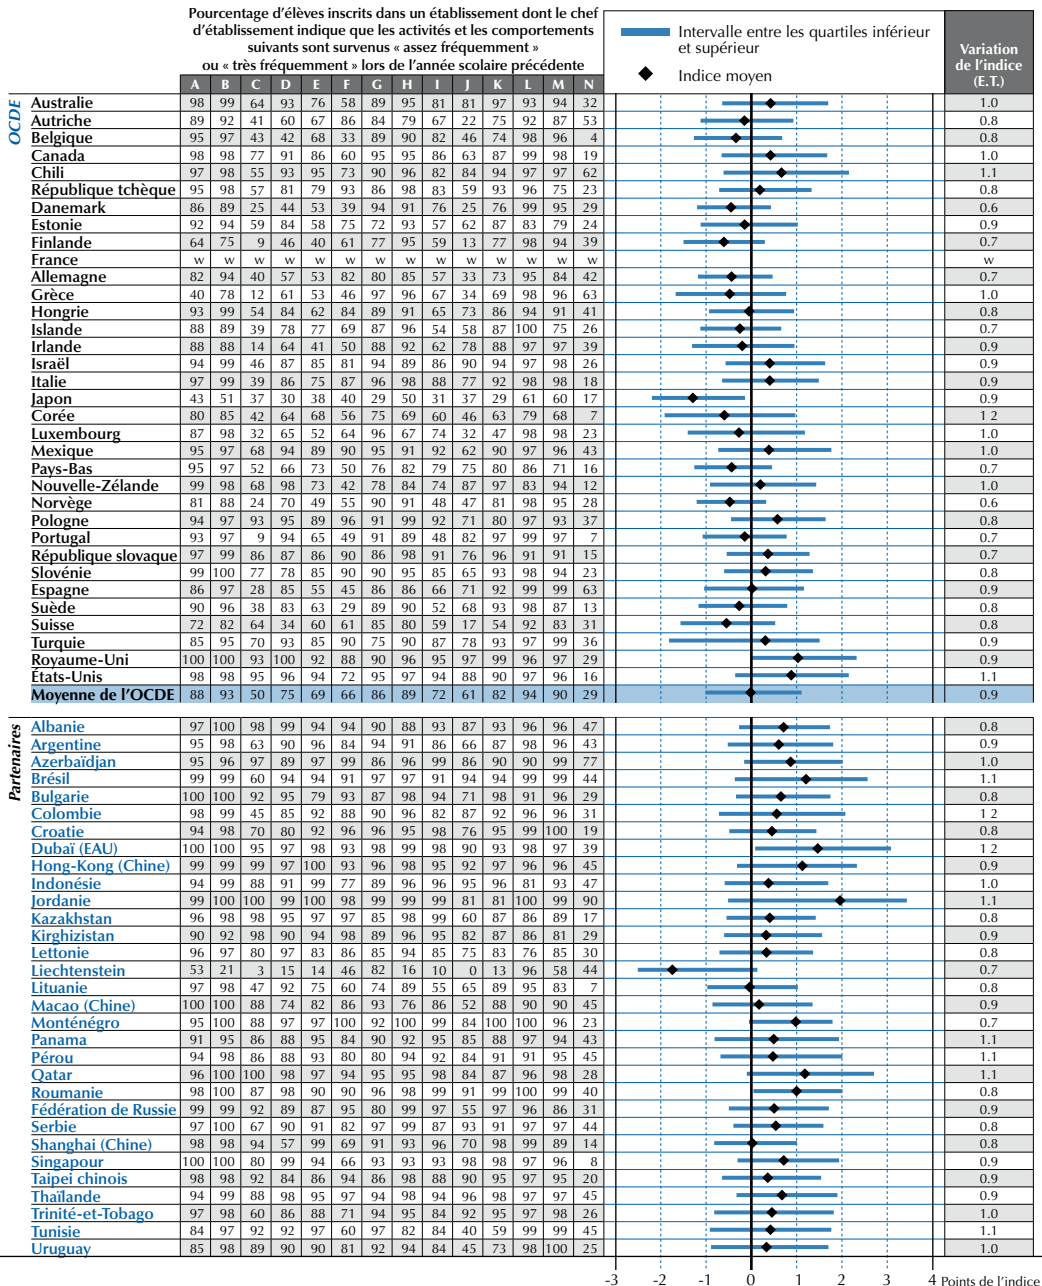 Pourcentage d'élèves inscrits dans un établissement dont le chef
d'établissement indique que les activités et les comportements
suivants sont survenus « assez fréquemment »
ou « très fréquemment » lors de l'année scolaire précédente
Intervalle entre les quartiles inférieur
et supérieur
Indice moyen
Variation
de l'indice
(E.T.)
A B C D E F G H I J K L M N
OCDE
Australie 98 99 64 93 76 58 89 95 81 81 97 93 94 32 1.0
Autriche 89 92 41 60 67 86 84 79 67 22 75 92 87 53 0.8
Belgique 95 97 43 42 68 33 89 90 82 46 74 98 96 4 0.8
Canada 98 98 77 91 86 60 95 95 86 63 87 99 98 19 1.0
Chili 97 98 55 93 95 73 90 96 82 84 94 97 97 62 1.1
République tchèque 95 98 57 81 79 93 86 98 83 59 93 96 75 23 0.8
Danemark 86 89 25 44 53 39 94 91 76 25 76 99 95 29 0.6
Estonie 92 94 59 84 58 75 72 93 57 62 87 83 79 24 0.9
Finlande 64 75 9 46 40 61 77 95 59 13 77 98 94 39 0.7
France w w w w w w w w w w w w w w w
Allemagne 82 94 40 57 53 82 80 85 57 33 73 95 84 42 0.7
Grèce 40 78 12 61 53 46 97 96 67 34 69 98 96 63 1.0
Hongrie 93 99 54 84 62 84 89 91 65 73 86 94 91 41 0.8
Islande 88 89 39 78 77 69 87 96 54 58 87 100 75 26 0.7
Irlande 88 88 14 64 41 50 88 92 62 78 88 97 97 39 0.9
Israël 94 99 46 87 85 81 94 89 86 90 94 97 98 26 0.9
Italie 97 99 39 86 75 87 96 98 88 77 92 98 98 18 0.9
Japon 43 51 37 30 38 40 29 50 31 37 29 61 60 17 0.9
Corée 80 85 42 64 68 56 75 69 60 46 63 79 68 7 1 2
Luxembourg 87 98 32 65 52 64 96 67 74 32 47 98 98 23 1.0
Mexique 95 97 68 94 89 90 95 91 92 62 90 97 96 43 1.0
Pays-Bas 95 97 52 66 73 50 76 82 79 75 80 86 71 16 0.7
Nouvelle-Zélande 99 98 68 98 73 42 78 84 74 87 97 83 94 12 1.0
Norvège 81 88 24 70 49 55 90 91 48 47 81 98 95 28 0.6
Pologne 94 97 93 95 89 96 91 99 92 71 80 97 93 37 0.8
Portugal 93 97 9 94 65 49 91 89 48 82 97 99 97 7 0.7
République slovaque 97 99 86 87 86 90 86 98 91 76 96 91 91 15 0.7
Slovénie 99 100 77 78 85 90 90 95 85 65 93 98 94 23 0.8
Espagne 86 97 28 85 55 45 86 86 66 71 92 99 99 63 0.9
Suède 90 96 38 83 63 29 89 90 52 68 93 98 87 13 0.8
Suisse 72 82 64 34 60 61 85 80 59 17 54 92 83 31 0.8
Turquie 85 95 70 93 85 90 75 90 87 78 93 97 99 36 0.9
Royaume-Uni 100 100 93 100 92 88 90 96 95 97 99 96 97 29 0.9
États-Unis 98 98 95 96 94 72 95 97 94 88 90 97 96 16 1.1
Moyenne de l'OCDE 88 93 50 75 69 66 86 89 72 61 82 94 90 29 0.9
Partenaires
Albanie 97 100 98 99 94 94 90 88 93 87 93 96 96 47 0.8
Argentine 95 98 63 90 96 84 94 91 86 66 87 98 96 43 0.9
Azerbaïdjan 95 96 97 89 97 99 86 96 99 86 90 90 99 77 1.0
Brésil 99 99 60 94 94 91 97 97 91 94 94 99 99 44 1.1
Bulgarie 100 100 92 95 79 93 87 98 94 71 98 91 96 29 0.8
Colombie 98 99 45 85 92 88 90 96 82 87 92 96 96 31 1 2
Croatie 94 98 70 80 92 96 96 95 98 76 95 99 100 19 0.8
Dubaï (EAU) 100 100 95 97 98 93 98 99 98 90 93 98 97 39 1 2
Hong-Kong (Chine) 99 99 99 97 100 93 96 98 95 92 97 96 96 45 0.9
Indonésie 94 99 88 91 99 77 89 96 96 95 96 81 93 47 1.0
Jordanie 99 100 100 99 100 98 99 99 99 81 81 100 99 90 1.1
Kazakhstan 96 98 98 95 97 97 85 98 99 60 87 86 89 17 0.8
Kirghizistan 90 92 98 90 94 98 89 96 95 82 87 86 81 29 0.9
Lettonie 96 97 80 97 83 86 85 94 85 75 83 76 85 30 0.8
Liechtenstein 53 21 3 15 14 46 82 16 10 0 13 96 58 44 0.7
Lituanie 97 98 47 92 75 60 74 89 55 65 89 95 83 7 0.8
Macao (Chine) 100 100 88 74 82 86 93 76 86 52 88 90 90 45 0.9
Monténégro 95 100 88 97 97 100 92 100 99 84 100 100 96 23 0.7
Panama 91 95 86 88 95 84 90 92 95 85 88 97 94 43 1.1
Pérou 94 98 86 88 93 80 80 94 92 84 91 91 95 45 1.1
Qatar 96 100 100 98 97 94 95 95 98 84 87 96 98 28 1.1
Roumanie 98 100 87 98 90 90 96 98 99 91 99 100 99 40 0.8
Fédération de Russie 99 99 92 89 87 95 80 99 97 55 97 96 86 31 0.9
Serbie 97 100 67 90 91 82 97 99 87 93 91 97 97 44 0.8
Shanghai (Chine) 98 98 94 57 99 69 91 93 96 70 98 99 89 14 0.8
Singapour 100 100 80 99 94 66 93 93 93 98 98 97 96 8 0.9
Taipei chinois 98 98 92 84 86 94 86 98 88 90 95 97 95 20 0.9
Thaïlande 94 99 88 98 95 97 94 98 94 96 98 97 97 45 0.9
Trinité-et-Tobago 97 98 60 86 88 71 94 95 84 92 95 97 98 26 1.0
Tunisie 84 97 92 92 97 60 97 82 84 40 59 99 99 45 1.1
Uruguay 85 98 89 90 90 81 92 94 84 45 73 98 100 25 1.0
-3 -2 -1 0 1 2 3 4 Points de l'indice